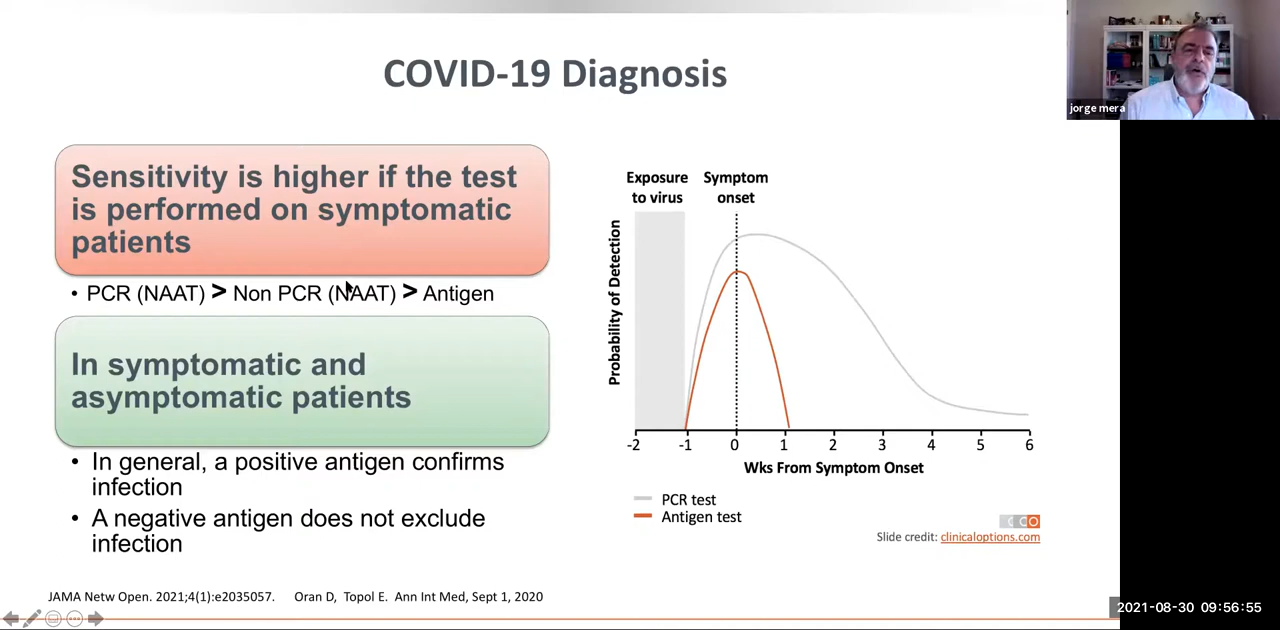 COVID-19 Diagnosis
jorge mera
Sensitivity is higher if the test
is performed on symptomatic
patients
• PCR (NAAT) > Non PCR (NAAT) > Antigen
In symptomatic and
asymptomatic patients
• In general, a positive antigen confirms
infection
• A negative antigen does not exclude
infection
Exposure
to virus
Symptom
onset
Probability of Detection
-2 -1 0 1 2 3 4 5 6
Wks From Symptom Onset
PCR test
Antigen test
CCO
Slide credit: clinicaloptions.com
JAMA Netw Open. 2021;4(1):e2035057. Oran D, Topol E. Ann Int Med, Sept 1, 2020
2021-08-30 09:56:55